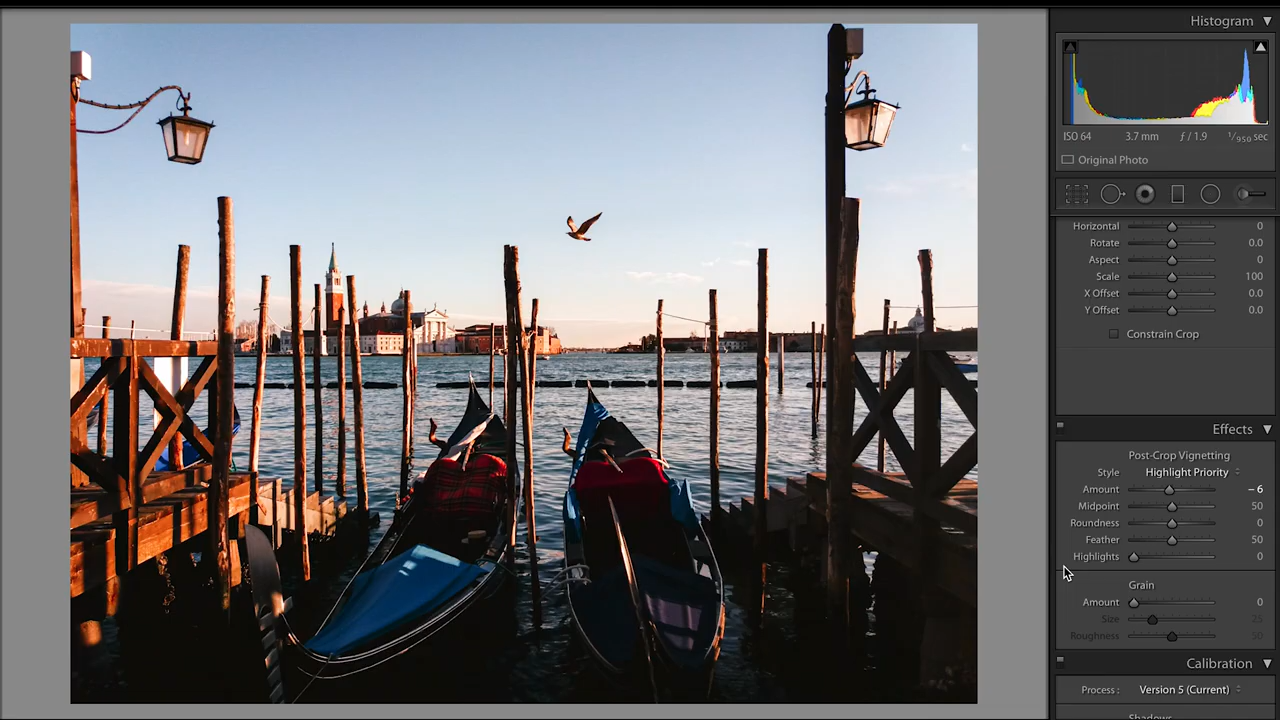 Histogram
ISO 64 3.7 mm ƒ / 1.9 1/950 sec
Original Photo
Horizontal 0
Rotate 0.0
Aspect 0
Scale 100
X Offset 0.0
Y Offset 0.0
Constrain Crop
Effects
Post-Crop Vignetting
Style Highlight Priority
Amount – 6
Midpoint 50
Roundness 0
Feather 50
Highlights 0
Grain
Amount 0
Size 25
Roughness 50
Calibration
Process : Version 5 (Current)
Shadows